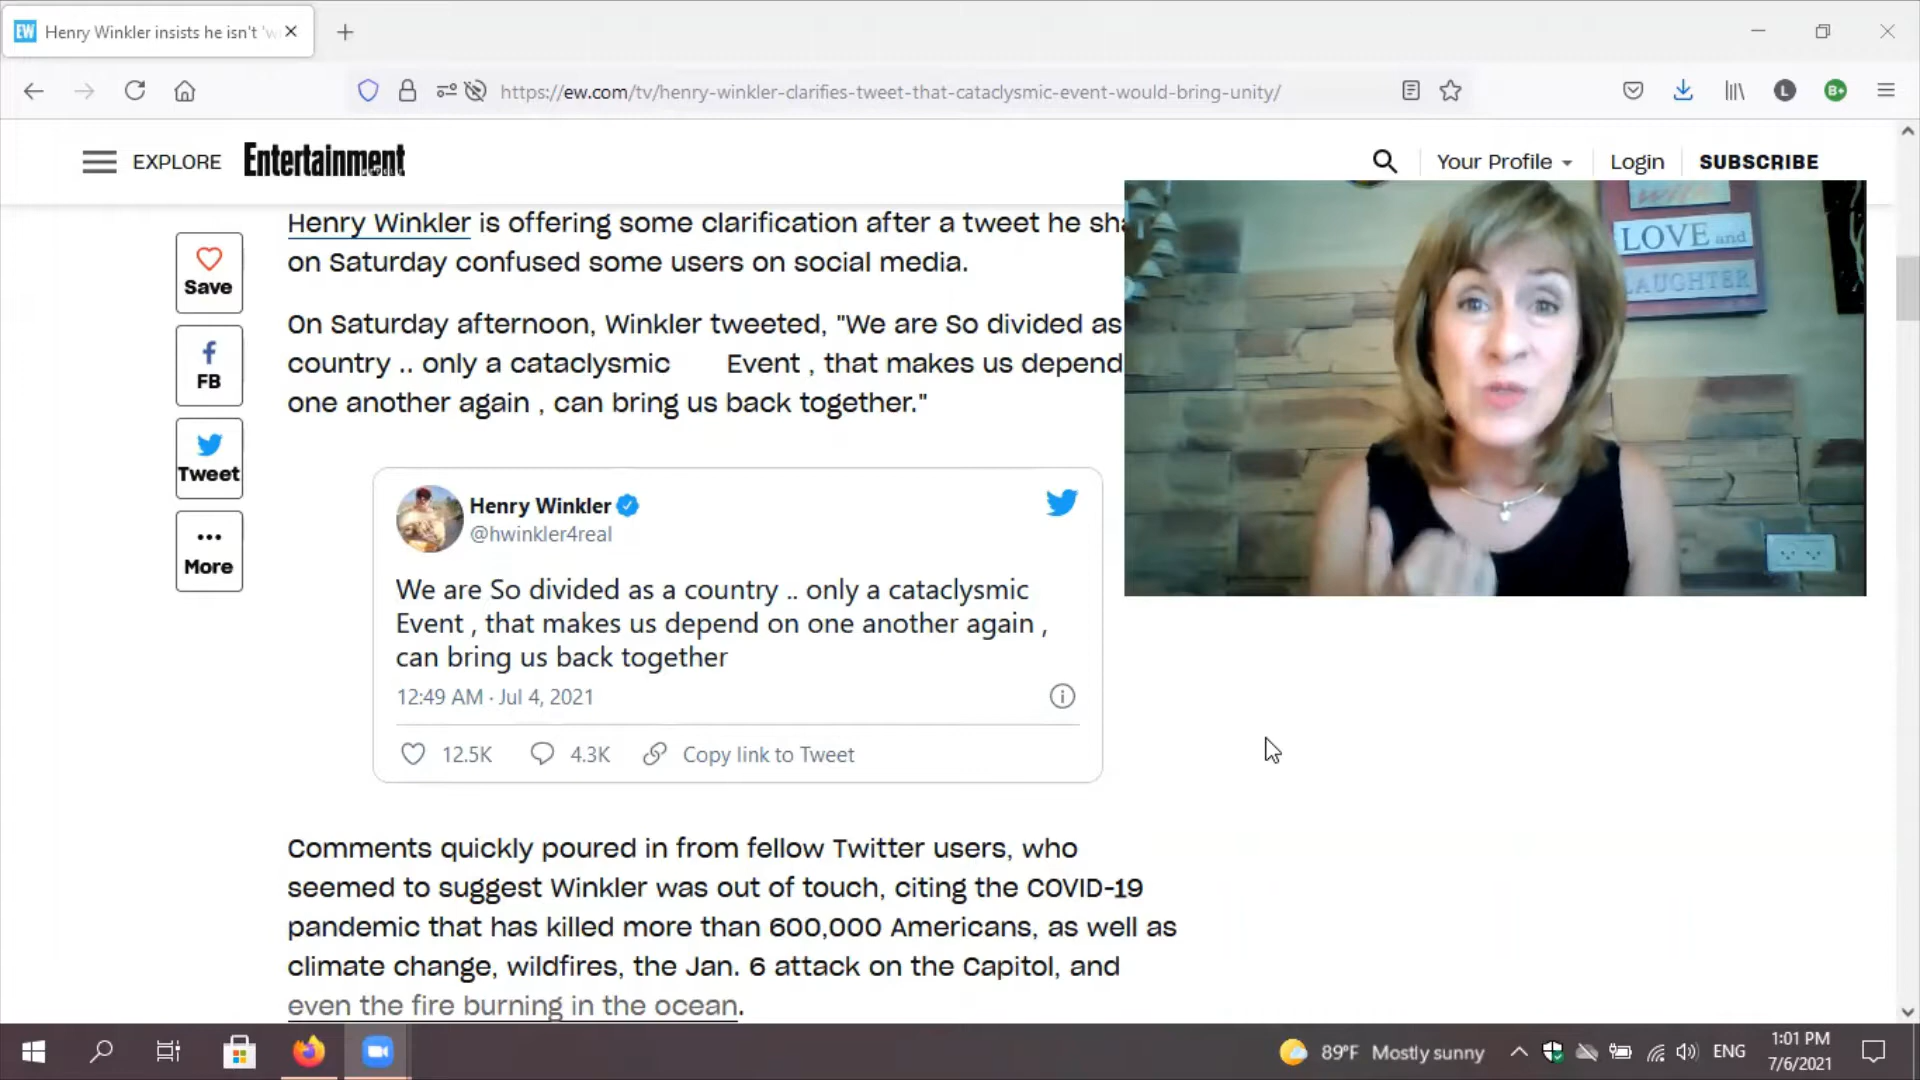 Henry Winkler insists he isn't 'w
https://ew.com/tv/henry-winkler-clarifies-tweet-that-cataclysmic-event-would-bring-unity/
L
B+
EXPLORE
Entertainment
Your Profile
Login
SUBSCRIBE
Henry Winkler is offering some clarification after a tweet he sha
on Saturday confused some users on social media.
Save
On Saturday afternoon, Winkler tweeted, "We are So divided as
country .. only a cataclysmic Event , that makes us depend
one another again , can bring us back together."
FB
Tweet
More
Henry Winkler
@hwinkler4real
We are So divided as a country .. only a cataclysmic
Event , that makes us depend on one another again ,
can bring us back together
12:49 AM · Jul 4, 2021
12.5K
4.3K
Copy link to Tweet
LOVE and
LAUGHTER
Comments quickly poured in from fellow Twitter users, who
seemed to suggest Winkler was out of touch, citing the COVID-19
pandemic that has killed more than 600,000 Americans, as well as
climate change, wildfires, the Jan. 6 attack on the Capitol, and
even the fire burning in the ocean.
89°F Mostly sunny
ENG
1:01 PM
7/6/2021